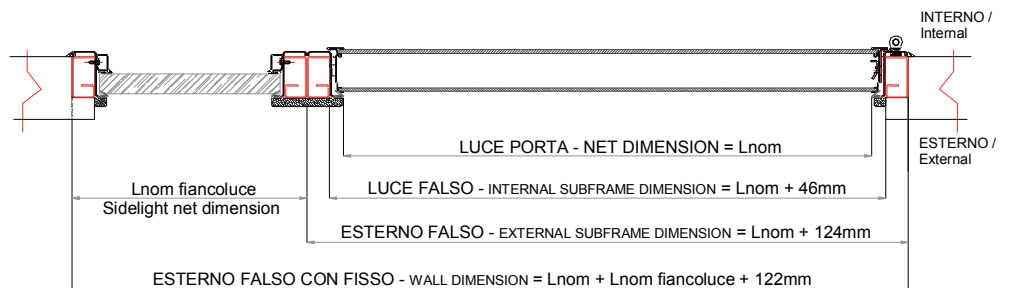 INTERNO /
Internal
ESTERNO /
External
LUCE PORTA - NET DIMENSION = Lnom
Lnom fiancoluce
Sidelight net dimension
LUCE FALSO - INTERNAL SUBFRAME DIMENSION = Lnom + 46mm
ESTERNO FALSO - EXTERNAL SUBFRAME DIMENSION = Lnom + 124mm
ESTERNO FALSO CON FISSO - WALL DIMENSION = Lnom + Lnom fiancoluce + 122mm